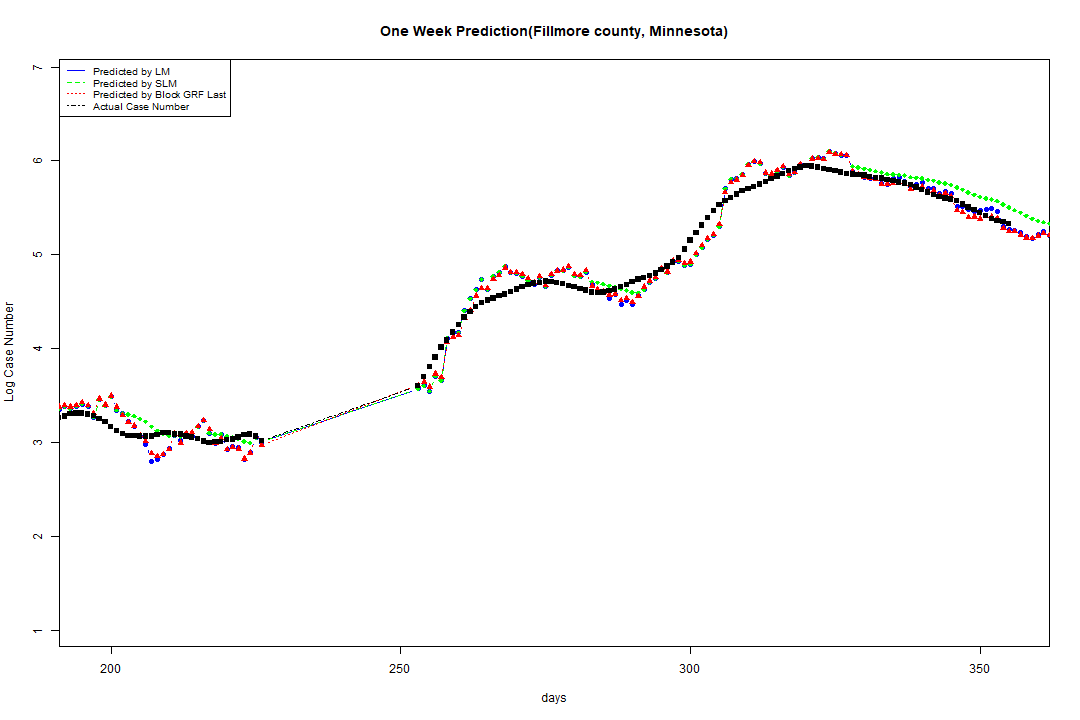 One Week Prediction(Fillmore county, Minnesota)
Predicted by LM
Predicted by SLM
Predicted by Block GRF Last
Actual Case Number
7
6
5
4
3
2
1
Log Case Number
200 250 300 350
days